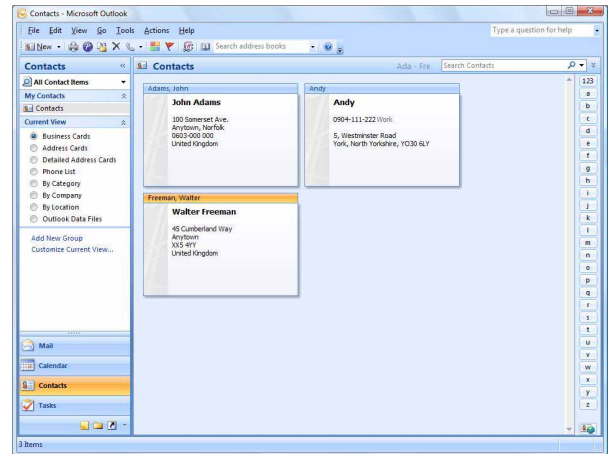 Contacts - Microsoft Outlook
File Edit View Go Tools Actions Help
Type a question for help
New
Search address books
Contacts
All Contact Items
My Contacts
Contacts
Current View
Business Cards
Address Cards
Detailed Address Cards
Phone List
By Category
By Company
By Location
Outlook Data Files
Add New Group
Customize Current View...
Mail
Calendar
Contacts
Tasks
3 Items
Contacts
Ada - Fre
Search Contacts
Adams, John
John Adams
100 Somerset Ave.
Anytown, Norfolk
0603-000 000
United Kingdom
Andy
Andy
0904-111-222 Work
5, Westminster Road
York, North Yorkshire, YO30 6LY
Freeman, Walter
Walter Freeman
45 Cumberland Way
Anytown
XX5 4YY
United Kingdom
123
a
b
c
d
e
f
g
h
i
j
k
l
m
n
o
p
q
r
s
t
u
v
w
x
y
z